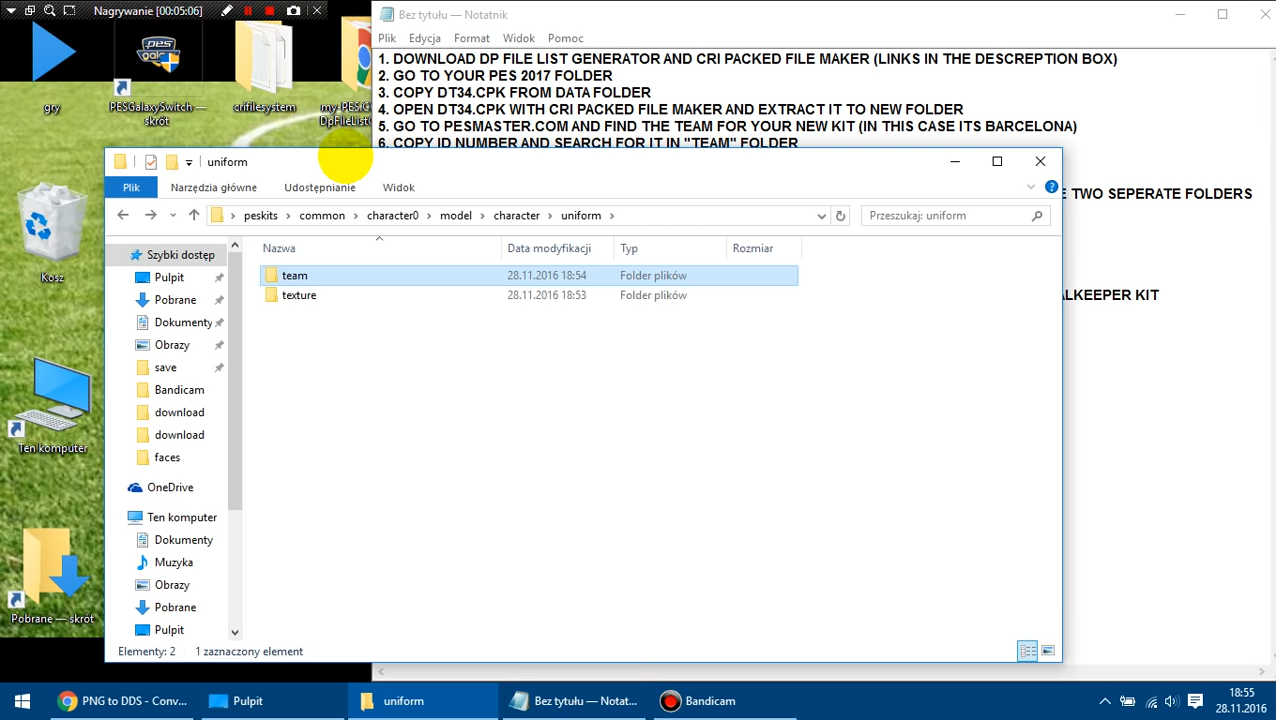 Nagrywanie [00:05:06]
Bez tytułu — Notatnik
Plik Edycja Format Widok Pomoc
1. DOWNLOAD DP FILE LIST GENERATOR AND CRI PACKED FILE MAKER (LINKS IN THE DESCREPTION BOX)
2. GO TO YOUR PES 2017 FOLDER
3. COPY DT34.CPK FROM DATA FOLDER
4. OPEN DT34.CPK WITH CRI PACKED FILE MAKER AND EXTRACT IT TO NEW FOLDER
5. GO TO PESMASTER.COM AND FIND THE TEAM FOR YOUR NEW KIT (IN THIS CASE ITS BARCELONA)
6. COPY ID NUMBER AND SEARCH FOR IT IN "TEAM" FOLDER
TWO SEPERATE FOLDERS
KIT
gry
PESGalaxySwitch — skrót
crifilesystem
Kosz
Ten komputer
Pobrane — skrót
uniform
Plik Narzędzia główne Udostępnianie Widok
peskits common character0 model character uniform
Przeszukaj: uniform
Nazwa Data modyfikacji Typ Rozmiar
team 28.11.2016 18:54 Folder plików
texture 28.11.2016 18:53 Folder plików
Szybki dostęp
Pulpit
Pobrane
Dokumenty
Obrazy
save
Bandicam
download
download
faces
OneDrive
Ten komputer
Dokumenty
Muzyka
Obrazy
Pobrane
Pulpit
Elementy: 2 1 zaznaczony element
PNG to DDS - Conv...
Pulpit
uniform
Bez tytułu — Notat...
Bandicam
18:55
28.11.2016